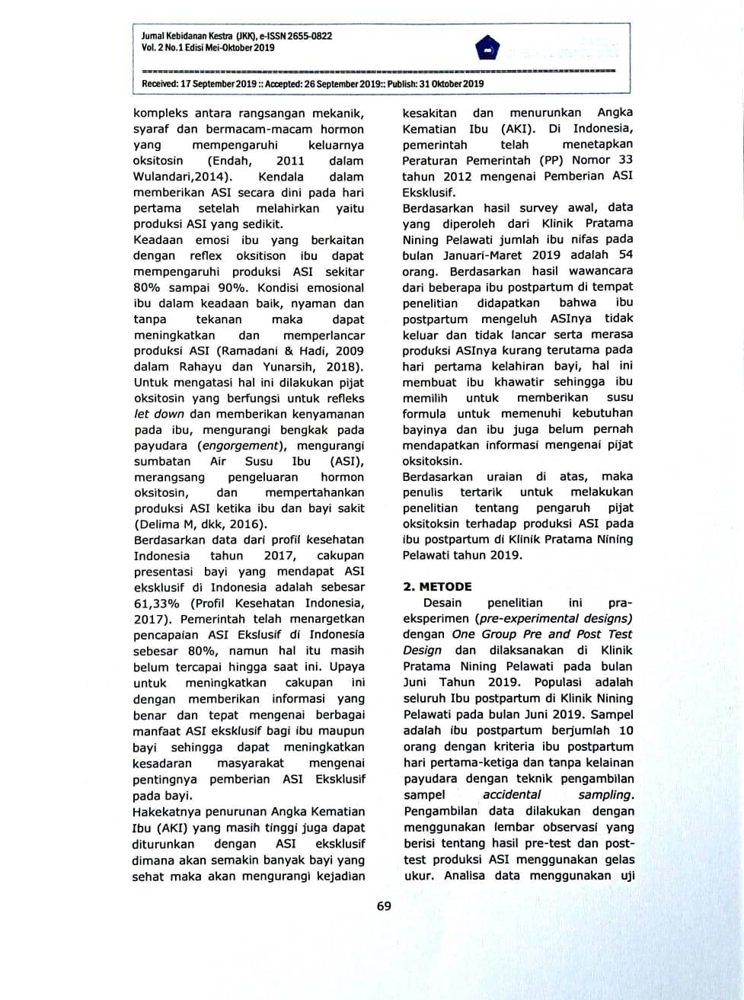 Jurnal Kebidanan Kestra (JKK), e-ISSN 2655-0822
Vol. 2 No.1 Edisi Mei-Oktober 2019
Received: 17 September 2019 :: Accepted: 26 September 2019:: Publish: 31 Oktober 2019
kompleks antara rangsangan mekanik,
syaraf dan bermacam-macam hormon
yang mempengaruhi keluarnya
oksitosin (Endah, 2011 dalam
Wulandari,2014). Kendala dalam
memberikan ASI secara dini pada hari
pertama setelah melahirkan yaitu
produksi ASI yang sedikit.
Keadaan emosi ibu yang berkaitan
dengan reflex oksitison ibu dapat
mempengaruhi produksi ASI sekitar
80% sampai 90%. Kondisi emosional
ibu dalam keadaan baik, nyaman dan
tanpa tekanan maka dapat
meningkatkan dan memperlancar
produksi ASI (Ramadani & Hadi, 2009
dalam Rahayu dan Yunarsih, 2018).
Untuk mengatasi hal ini dilakukan pijat
oksitosin yang berfungsi untuk refleks
let down dan memberikan kenyamanan
pada ibu, mengurangi bengkak pada
payudara (engorgement), mengurangi
sumbatan Air Susu Ibu (ASI),
merangsang pengeluaran hormon
oksitosin, dan mempertahankan
produksi ASI ketika ibu dan bayi sakit
(Delima M, dkk, 2016).
Berdasarkan data dari profil kesehatan
Indonesia tahun 2017, cakupan
presentasi bayi yang mendapat ASI
eksklusif di Indonesia adalah sebesar
61,33% (Profil Kesehatan Indonesia,
2017). Pemerintah telah menargetkan
pencapaian ASI Ekslusif di Indonesia
sebesar 80%, namun hal itu masih
belum tercapai hingga saat ini. Upaya
untuk meningkatkan cakupan ini
dengan memberikan informasi yang
benar dan tepat mengenai berbagai
manfaat ASI eksklusif bagi ibu maupun
bayi sehingga dapat meningkatkan
kesadaran masyarakat mengenai
pentingnya pemberian ASI Eksklusif
pada bayi.
Hakekatnya penurunan Angka Kematian
Ibu (AKI) yang masih tinggi juga dapat
diturunkan dengan ASI eksklusif
dimana akan semakin banyak bayi yang
sehat maka akan mengurangi kejadian
kesakitan dan menurunkan Angka
Kematian Ibu (AKI). Di Indonesia,
pemerintah telah menetapkan
Peraturan Pemerintah (PP) Nomor 33
tahun 2012 mengenai Pemberian ASI
Eksklusif.
Berdasarkan hasil survey awal, data
yang diperoleh dari Klinik Pratama
Nining Pelawati jumlah ibu nifas pada
bulan Januari-Maret 2019 adalah 54
orang. Berdasarkan hasil wawancara
dari beberapa ibu postpartum di tempat
penelitian didapatkan bahwa ibu
postpartum mengeluh ASInya tidak
keluar dan tidak lancar serta merasa
produksi ASInya kurang terutama pada
hari pertama kelahiran bayi, hal ini
membuat ibu khawatir sehingga ibu
memilih untuk memberikan susu
formula untuk memenuhi kebutuhan
bayinya dan ibu juga belum pernah
mendapatkan informasi mengenai pijat
oksitoksin.
Berdasarkan uraian di atas, maka
penulis tertarik untuk melakukan
penelitian tentang pengaruh pijat
oksitoksin terhadap produksi ASI pada
ibu postpartum di Klinik Pratama Nining
Pelawati tahun 2019.
2. METODE
Desain penelitian ini pra-
eksperimen (pre-experimental designs)
dengan One Group Pre and Post Test
Design dan dilaksanakan di Klinik
Pratama Nining Pelawati pada bulan
Juni Tahun 2019. Populasi adalah
seluruh Ibu postpartum di Klinik Nining
Pelawati pada bulan Juni 2019. Sampel
adalah ibu postpartum berjumlah 10
orang dengan kriteria ibu postpartum
hari pertama-ketiga dan tanpa kelainan
payudara dengan teknik pengambilan
sampel accidental sampling.
Pengambilan data dilakukan dengan
menggunakan lembar observasi yang
berisi tentang hasil pre-test dan post-
test produksi ASI menggunakan gelas
ukur. Analisa data menggunakan uji
69